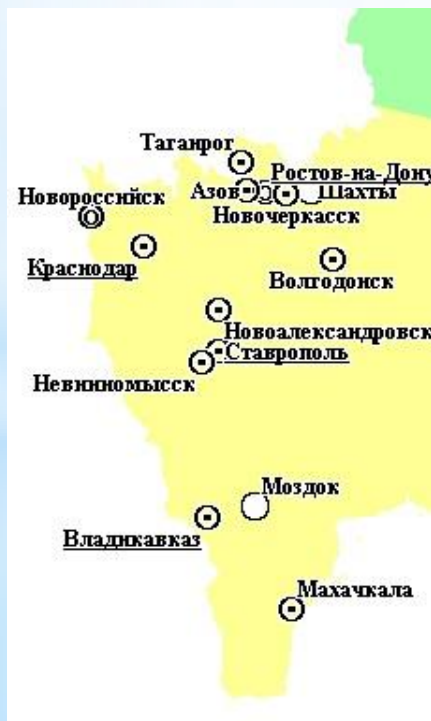 Таганрог
Ростов-на-Дону
Азов
Шахты
Новороссийск
Новочеркасск
Краснодар
Волгодонск
Новоалександровск
Ставрополь
Невинномысск
Моздок
Владикавказ
Махачкала